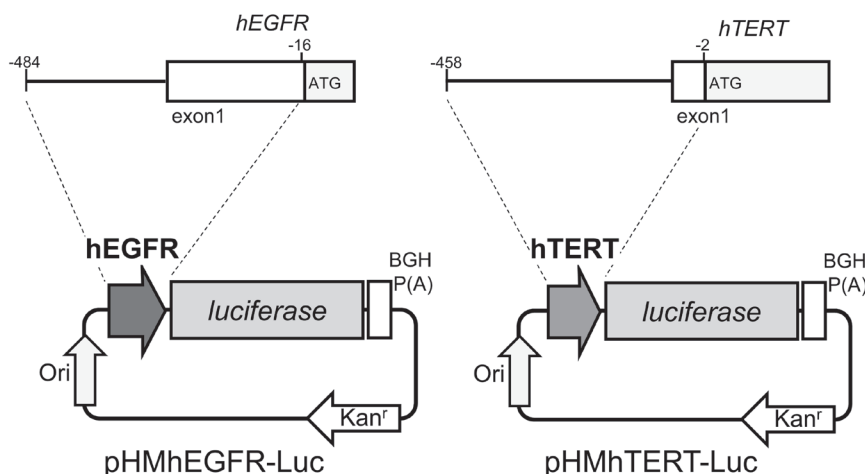 hEGFR
-484
-16
ATG
exon1
hEGFR
luciferase
BGH
P(A)
Ori
Kanʳ
pHMhEGFR-Luc
hTERT
-458
-2
ATG
exon1
hTERT
luciferase
BGH
P(A)
Ori
Kanʳ
pHMhTERT-Luc